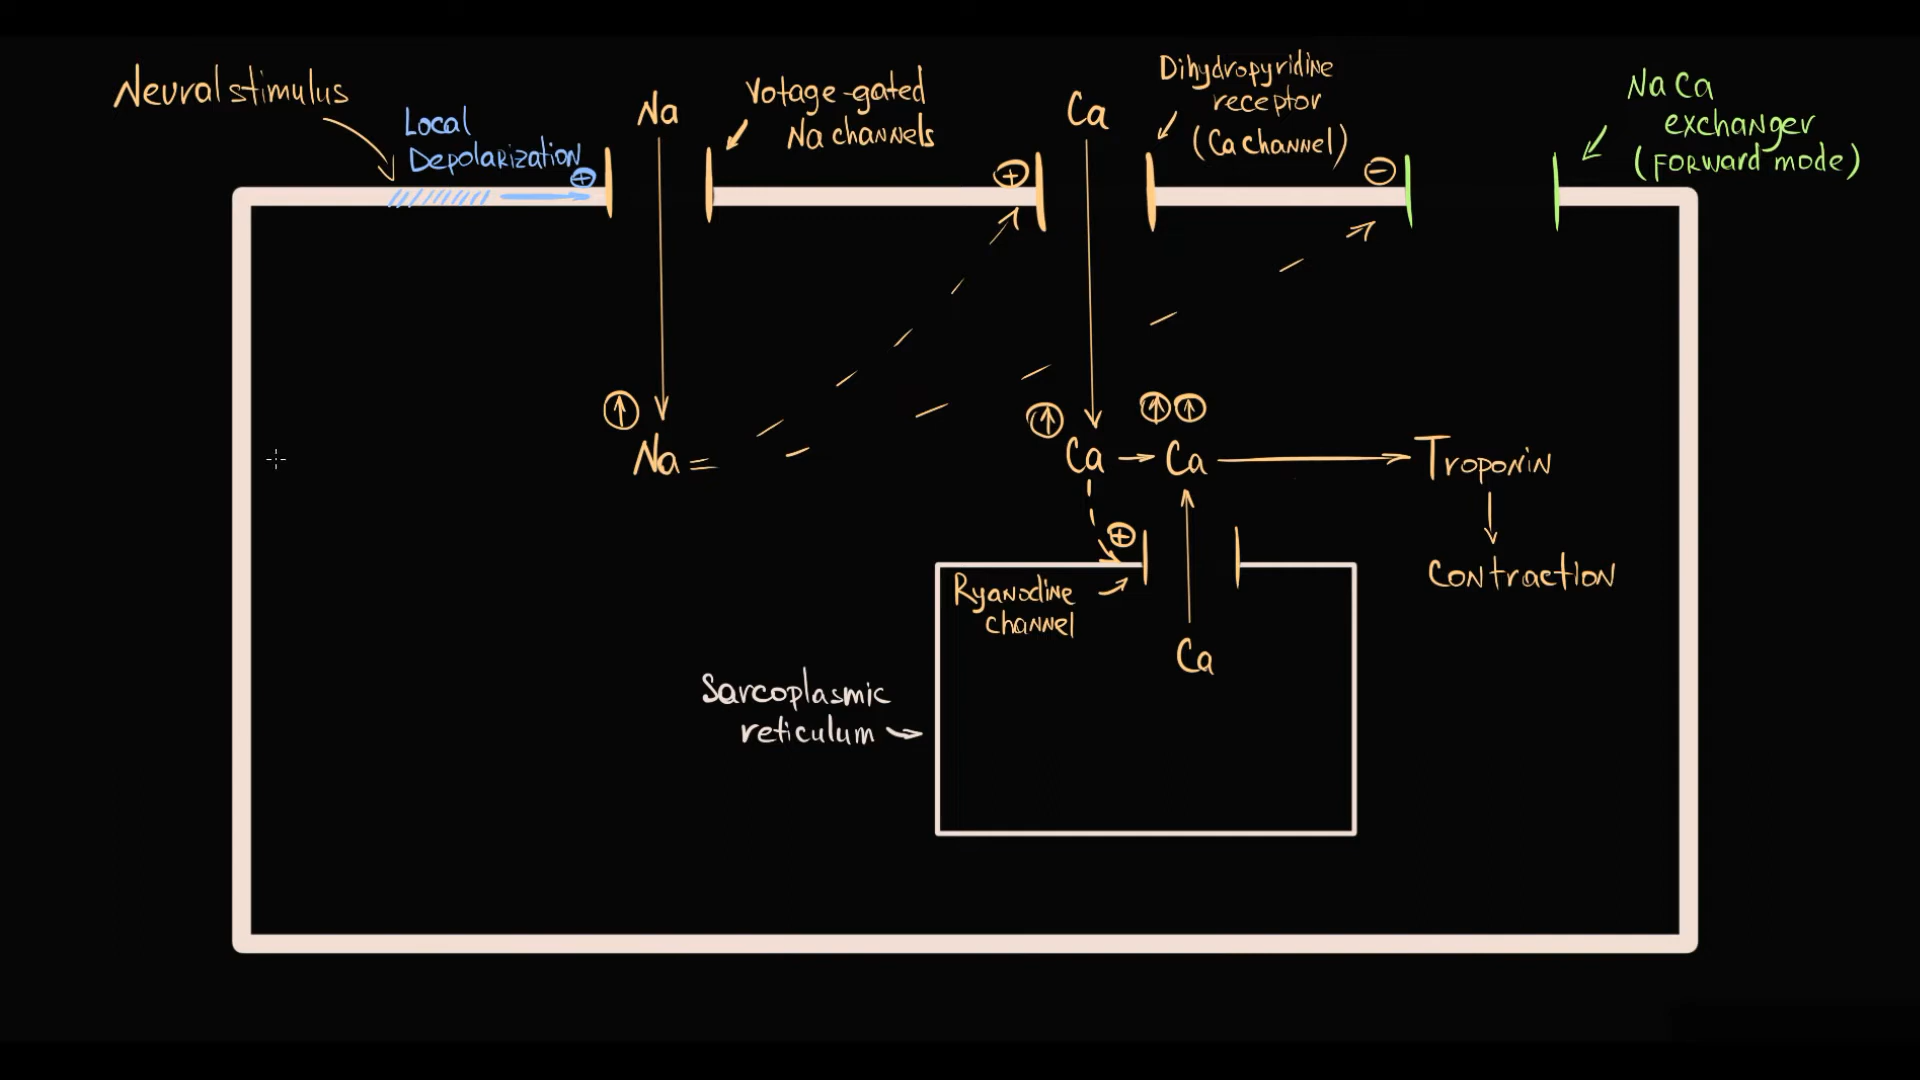 Neural stimulus
Local
Depolarization
+
Na
Votage-gated
Na channels
+
Ca
Dihydropyridine
receptor
(Ca channel)
−
Na Ca
exchanger
(forward mode)
↑
Na =
↑
Ca → Ca
↑ ↑
Troponin
Contraction
+
Ryanodine
channel
Ca
Sarcoplasmic
reticulum